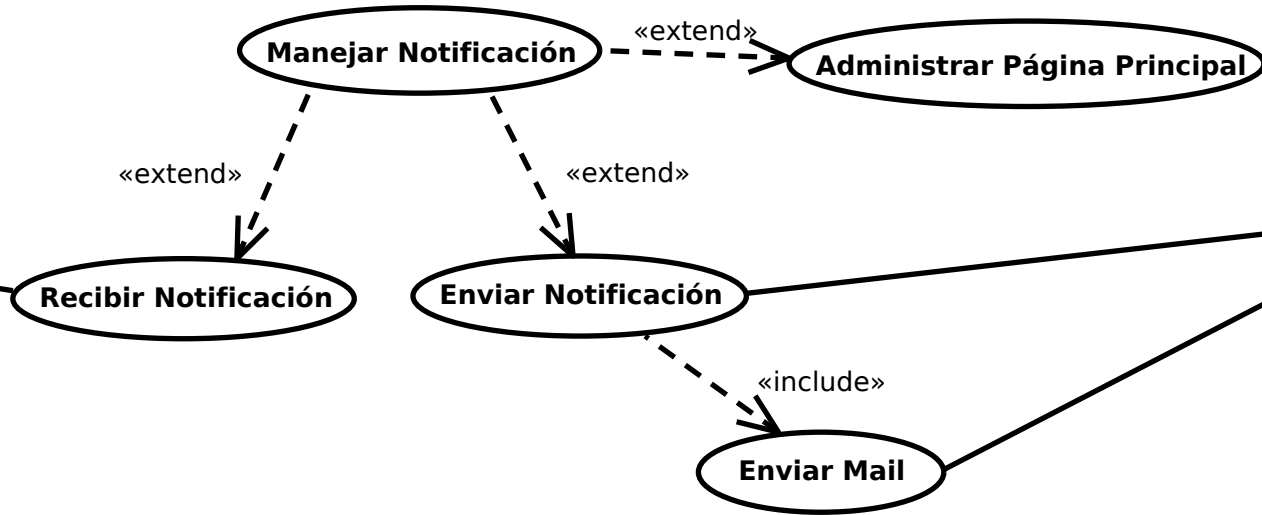 «extend»
Manejar Notificación
Administrar Página Principal
«extend»
«extend»
Recibir Notificación
Enviar Notificación
«include»
Enviar Mail